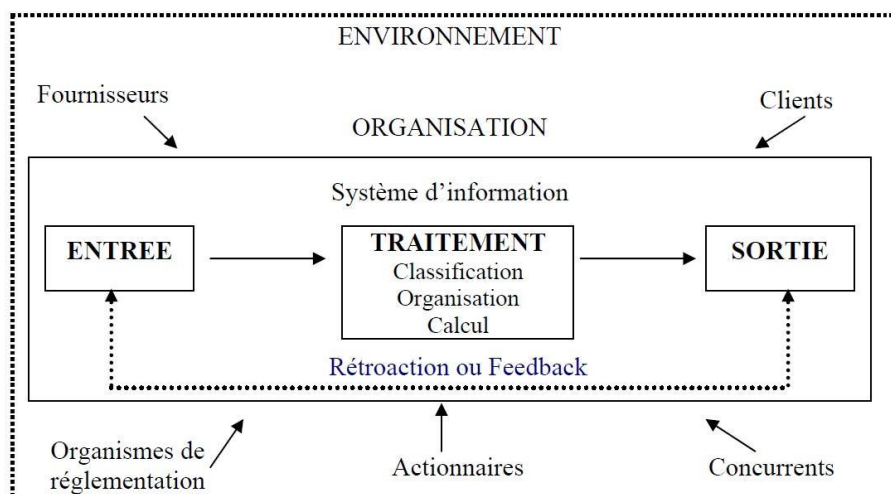 ENVIRONNEMENT
Fournisseurs
Clients
ORGANISATION
Système d’information
ENTREE
TRAITEMENT
Classification
Organisation
Calcul
SORTIE
Rétroaction ou Feedback
Organismes de
réglementation
Actionnaires
Concurrents